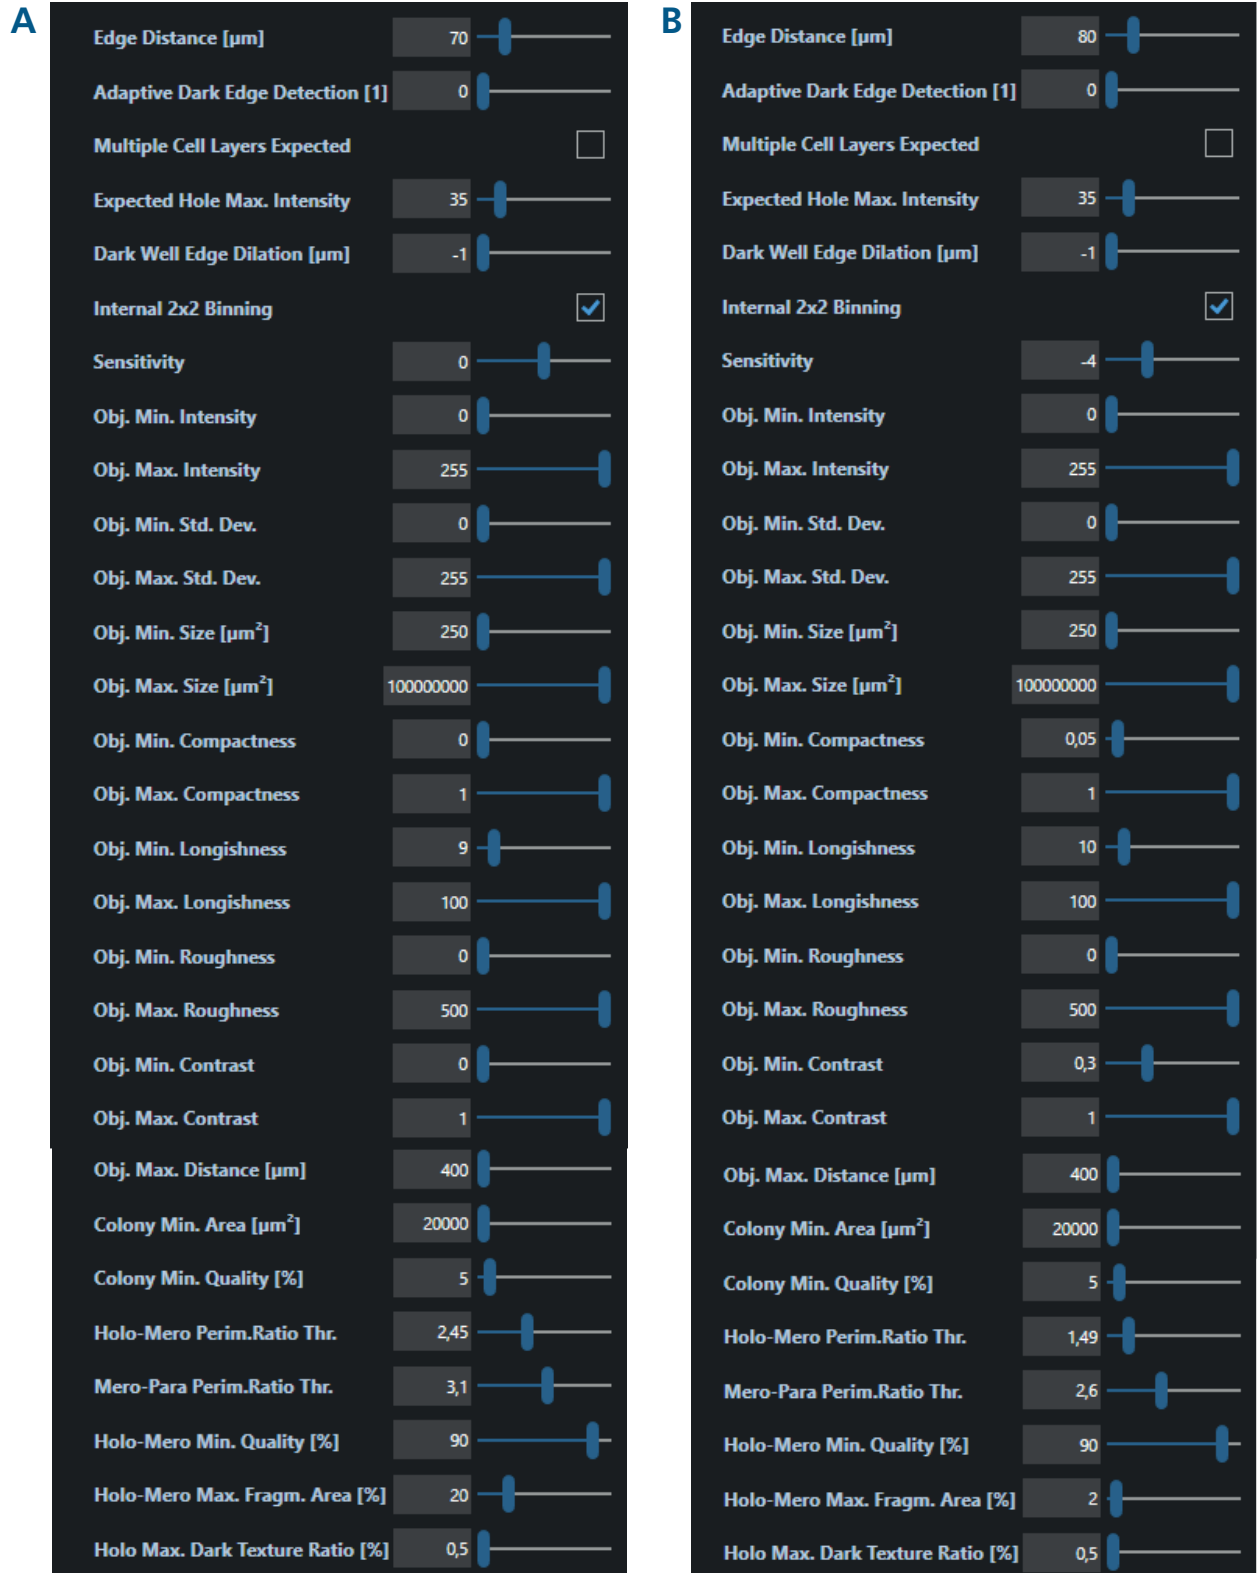 A
Edge Distance [µm] 70
Adaptive Dark Edge Detection [1] 0
Multiple Cell Layers Expected
Expected Hole Max. Intensity 35
Dark Well Edge Dilation [µm] -1
Internal 2x2 Binning
Sensitivity 0
Obj. Min. Intensity 0
Obj. Max. Intensity 255
Obj. Min. Std. Dev. 0
Obj. Max. Std. Dev. 255
Obj. Min. Size [µm²] 250
Obj. Max. Size [µm²] 100000000
Obj. Min. Compactness 0
Obj. Max. Compactness 1
Obj. Min. Longishness 9
Obj. Max. Longishness 100
Obj. Min. Roughness 0
Obj. Max. Roughness 500
Obj. Min. Contrast 0
Obj. Max. Contrast 1
Obj. Max. Distance [µm] 400
Colony Min. Area [µm²] 20000
Colony Min. Quality [%] 5
Holo-Mero Perim.Ratio Thr. 2,45
Mero-Para Perim.Ratio Thr. 3,1
Holo-Mero Min. Quality [%] 90
Holo-Mero Max. Fragm. Area [%] 20
Holo Max. Dark Texture Ratio [%] 0,5
B
Edge Distance [µm] 80
Adaptive Dark Edge Detection [1] 0
Multiple Cell Layers Expected
Expected Hole Max. Intensity 35
Dark Well Edge Dilation [µm] -1
Internal 2x2 Binning
Sensitivity -4
Obj. Min. Intensity 0
Obj. Max. Intensity 255
Obj. Min. Std. Dev. 0
Obj. Max. Std. Dev. 255
Obj. Min. Size [µm²] 250
Obj. Max. Size [µm²] 100000000
Obj. Min. Compactness 0,05
Obj. Max. Compactness 1
Obj. Min. Longishness 10
Obj. Max. Longishness 100
Obj. Min. Roughness 0
Obj. Max. Roughness 500
Obj. Min. Contrast 0,3
Obj. Max. Contrast 1
Obj. Max. Distance [µm] 400
Colony Min. Area [µm²] 20000
Colony Min. Quality [%] 5
Holo-Mero Perim.Ratio Thr. 1,49
Mero-Para Perim.Ratio Thr. 2,6
Holo-Mero Min. Quality [%] 90
Holo-Mero Max. Fragm. Area [%] 2
Holo Max. Dark Texture Ratio [%] 0,5